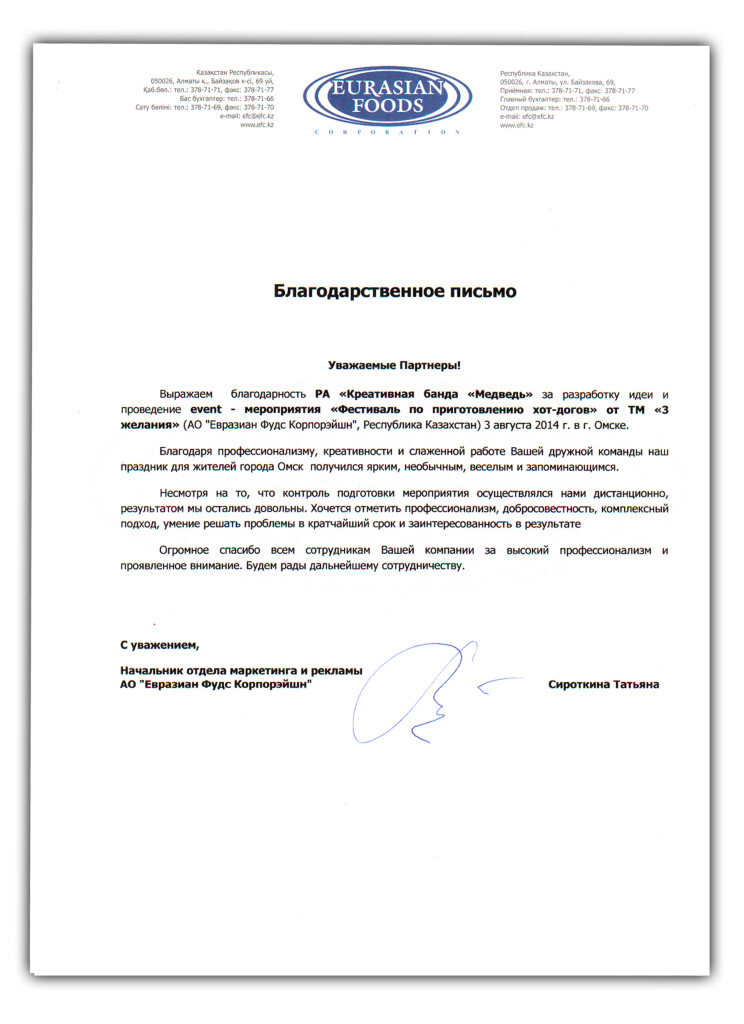 Қазақстан Республикасы,
050026, Алматы қ., Байзақов к-сі, 69 уй,
Қаб.бөл.: тел.: 378-71-71, факс: 378-71-77
Бас бухгалтер: тел.: 378-71-66
Сату бөлімі: тел.: 378-71-69, факс: 378-71-70
e-mail: efc@efc.kz
www.efc.kz
EURASIAN
FOODS
CORPORATION
Республика Казахстан,
050026, г. Алматы, ул. Байзакова, 69,
Приёмная: тел.: 378-71-71, факс: 378-71-77
Главный бухгалтер: тел.: 378-71-66
Отдел продаж: тел.: 378-71-69, факс: 378-71-70
e-mail: efc@efc.kz
www.efc.kz
Благодарственное письмо
Уважаемые Партнеры!
Выражаем благодарность РА «Креативная банда «Медведь» за разработку идеи и
проведение event - мероприятия «Фестиваль по приготовлению хот-догов» от ТМ «3
желания» (АО "Евразиан Фудс Корпорэйшн", Республика Казахстан) 3 августа 2014 г. в г. Омске.
Благодаря профессионализму, креативности и слаженной работе Вашей дружной команды наш
праздник для жителей города Омск получился ярким, необычным, веселым и запоминающимся.
Несмотря на то, что контроль подготовки мероприятия осуществлялся нами дистанционно,
результатом мы остались довольны. Хочется отметить профессионализм, добросовестность, комплексный
подход, умение решать проблемы в кратчайший срок и заинтересованность в результате
Огромное спасибо всем сотрудникам Вашей компании за высокий профессионализм и
проявленное внимание. Будем рады дальнейшему сотрудничеству.
С уважением,
Начальник отдела маркетинга и рекламы
АО "Евразиан Фудс Корпорэйшн"
Сироткина Татьяна